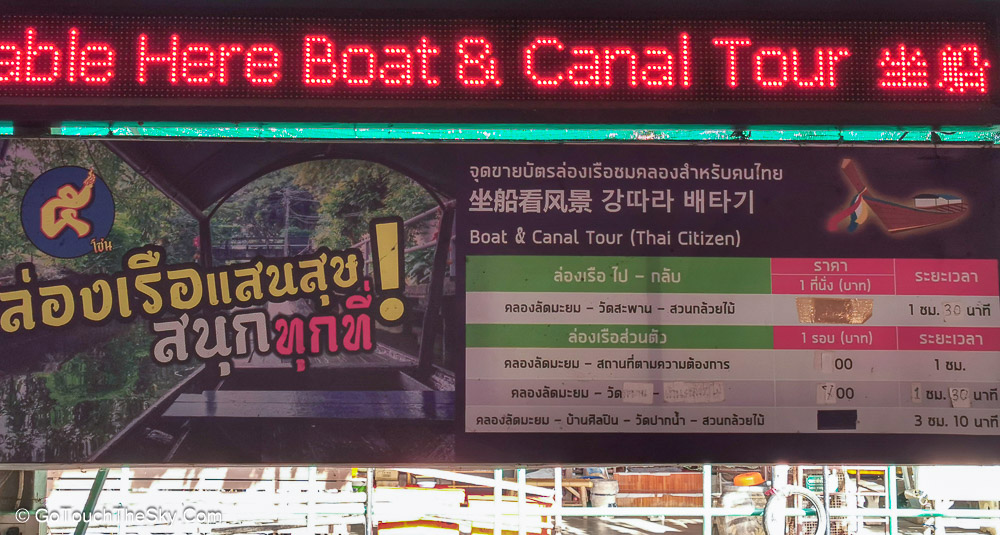 able Here Boat & Canal Tour 坐船
๕
โซ่น
ล่องเรือแสนสุข!
สนุกทุกที่
จุดขายบัตรล่องเรือชมคลองสำหรับคนไทย
坐船看风景 강따라 배타기
Boat & Canal Tour (Thai Citizen)
ล่องเรือ ไป - กลับ ราคา 1 ที่นั่ง (บาท) ระยะเวลา
คลองลัดมะยม - วัดสะพาน - สวนกล้วยไม้ 1 ชม. 30 นาที
ล่องเรือส่วนตัว 1 รอบ (บาท) ระยะเวลา
คลองลัดมะยม - สถานที่ตามความต้องการ 00 1 ชม.
คลองลัดมะยม - วัด - 00 1 ชม. 30 นาที
คลองลัดมะยม - บ้านศิลปิน - วัดปากน้ำ - สวนกล้วยไม้ 3 ชม. 10 นาที
© GoTouchTheSky.Com